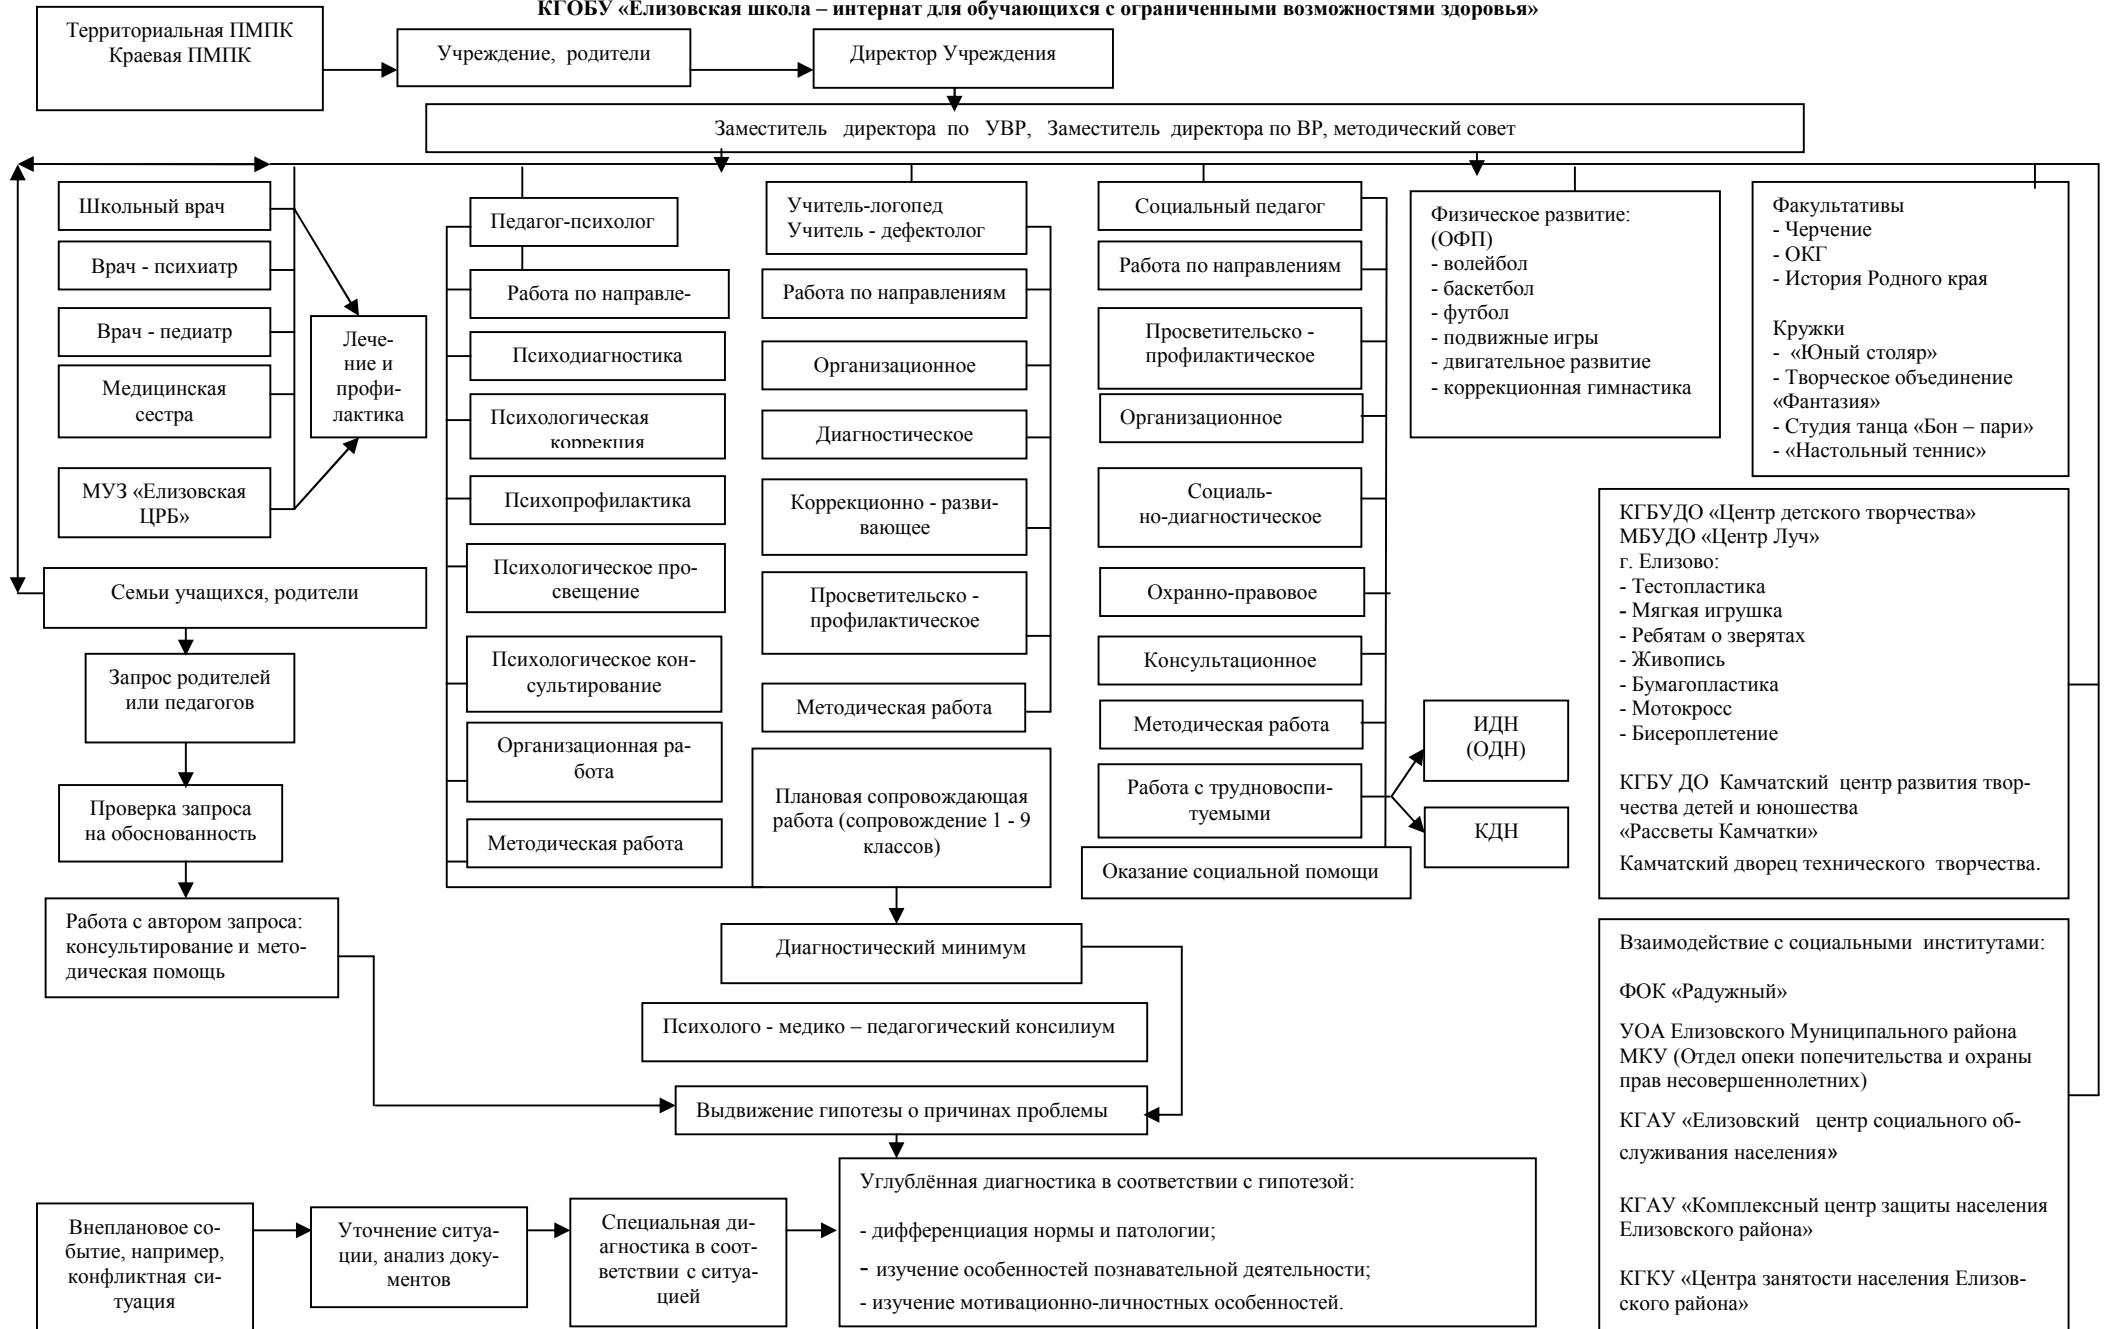 КГОБУ «Елизовская школа – интернат для обучающихся с ограниченными возможностями здоровья»
Территориальная ПМПК
Краевая ПМПК
Учреждение, родители
Директор Учреждения
Заместитель директора по УВР, Заместитель директора по ВР, методический совет
Школьный врач
Врач - психиатр
Врач - педиатр
Медицинская
сестра
МУЗ «Елизовская
ЦРБ»
Лече-
ние и
профи-
лактика
Семьи учащихся, родители
Запрос родителей
или педагогов
Проверка запроса
на обоснованность
Работа с автором запроса:
консультирование и мето-
дическая помощь
Педагог-психолог
Работа по направле-
Психодиагностика
Психологическая
коррекция
Психопрофилактика
Психологическое про-
свещение
Психологическое кон-
сультирование
Организационная ра-
бота
Методическая работа
Учитель-логопед
Учитель - дефектолог
Работа по направлениям
Организационное
Диагностическое
Коррекционно - разви-
вающее
Просветительско -
профилактическое
Методическая работа
Плановая сопровождающая
работа (сопровождение 1 - 9
классов)
Социальный педагог
Работа по направлениям
Просветительско -
профилактическое
Организационное
Социаль-
но-диагностическое
Охранно-правовое
Консультационное
Методическая работа
Работа с трудновоспи-
туемыми
Оказание социальной помощи
ИДН
(ОДН)
КДН
Физическое развитие:
(ОФП)
- волейбол
- баскетбол
- футбол
- подвижные игры
- двигательное развитие
- коррекционная гимнастика
Факультативы
- Черчение
- ОКГ
- История Родного края
Кружки
- «Юный столяр»
- Творческое объединение
«Фантазия»
- Студия танца «Бон – пари»
- «Настольный теннис»
КГБУДО «Центр детского творчества»
МБУДО «Центр Луч»
г. Елизово:
- Тестопластика
- Мягкая игрушка
- Ребятам о зверятах
- Живопись
- Бумагопластика
- Мотокросс
- Бисероплетение
КГБУ ДО Камчатский центр развития твор-
чества детей и юношества
«Рассветы Камчатки»
Камчатский дворец технического творчества.
Взаимодействие с социальными институтами:
ФОК «Радужный»
УОА Елизовского Муниципального района
МКУ (Отдел опеки попечительства и охраны
прав несовершеннолетних)
КГАУ «Елизовский центр социального об-
служивания населения»
КГАУ «Комплексный центр защиты населения
Елизовского района»
КГКУ «Центра занятости населения Елизов-
ского района»
Диагностический минимум
Психолого - медико – педагогический консилиум
Выдвижение гипотезы о причинах проблемы
Внеплановое со-
бытие, например,
конфликтная си-
туация
Уточнение ситуа-
ции, анализ доку-
ментов
Специальная ди-
агностика в соот-
ветствии с ситуа-
цией
Углублённая диагностика в соответствии с гипотезой:
- дифференциация нормы и патологии;
- изучение особенностей познавательной деятельности;
- изучение мотивационно-личностных особенностей.